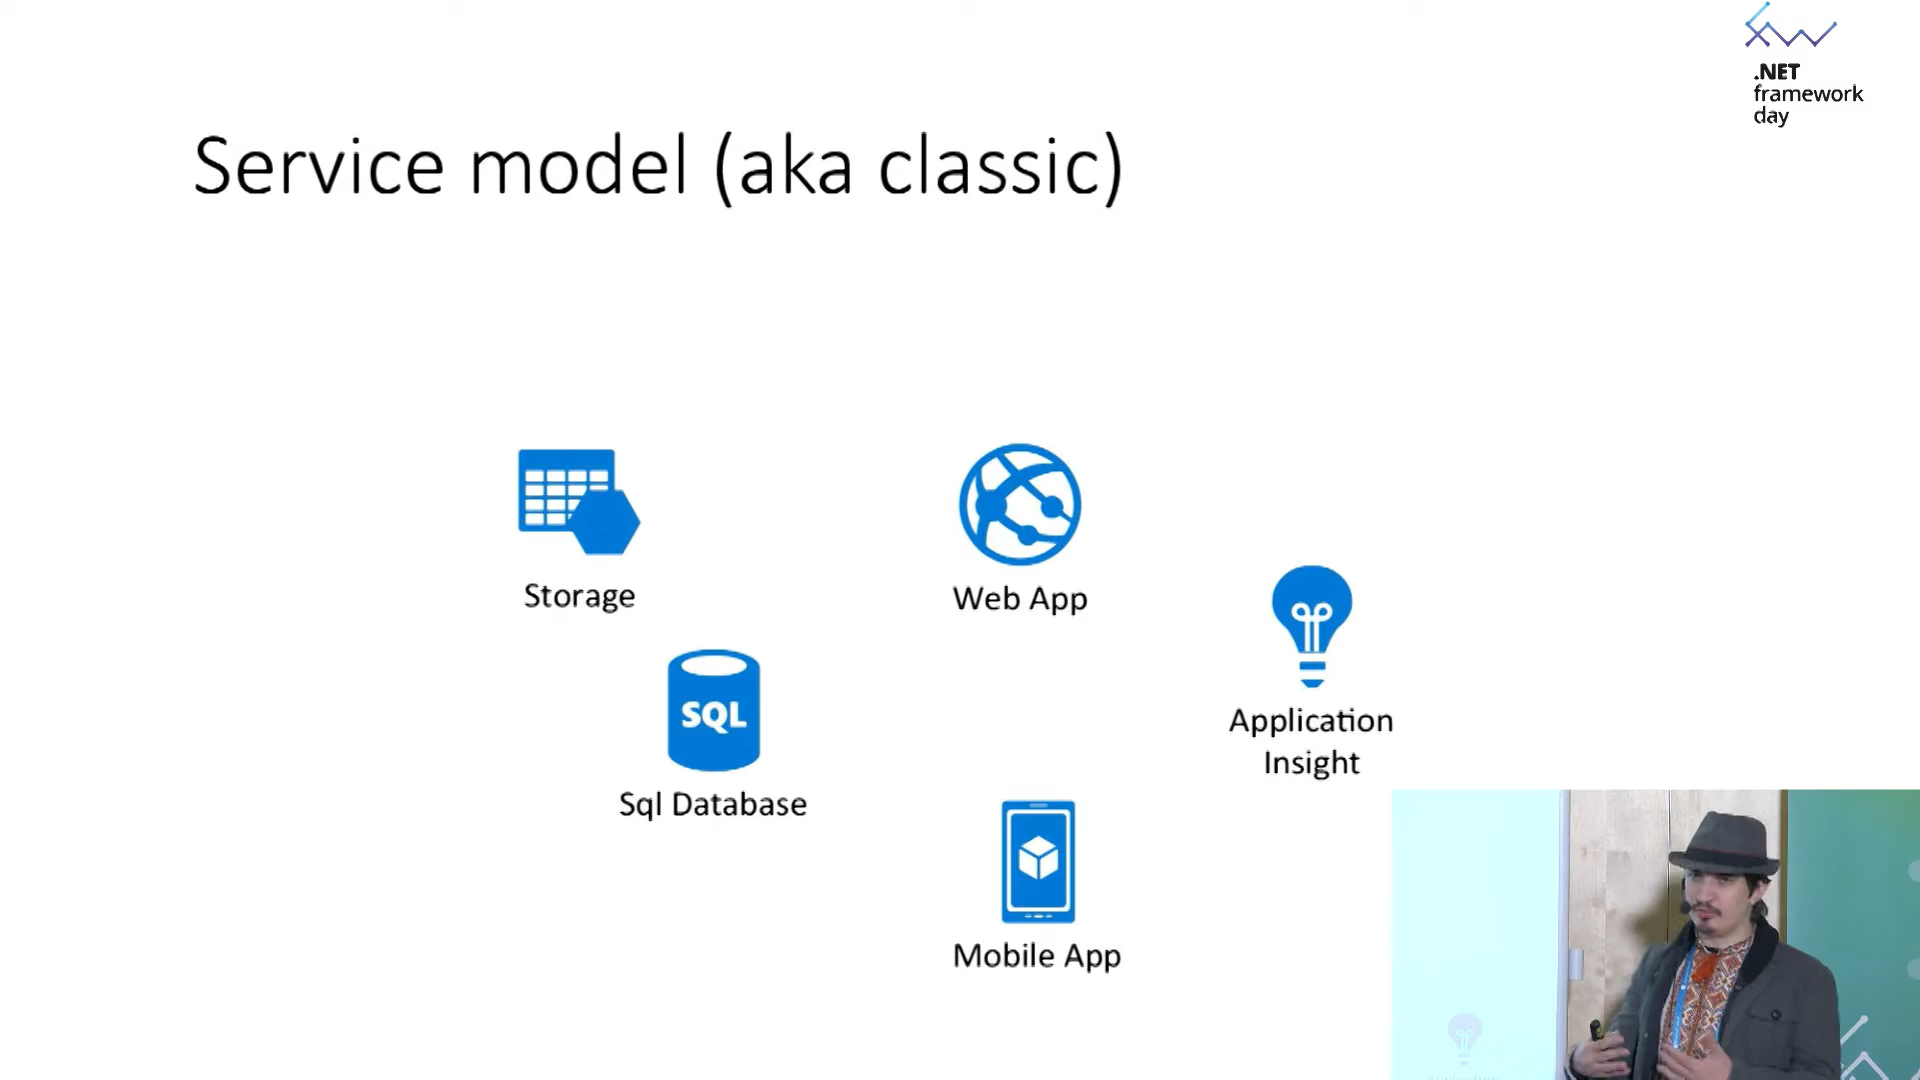 .NET
framework
day
Service model (aka classic)
Storage
Web App
SQL
Sql Database
Application
Insight
Mobile App